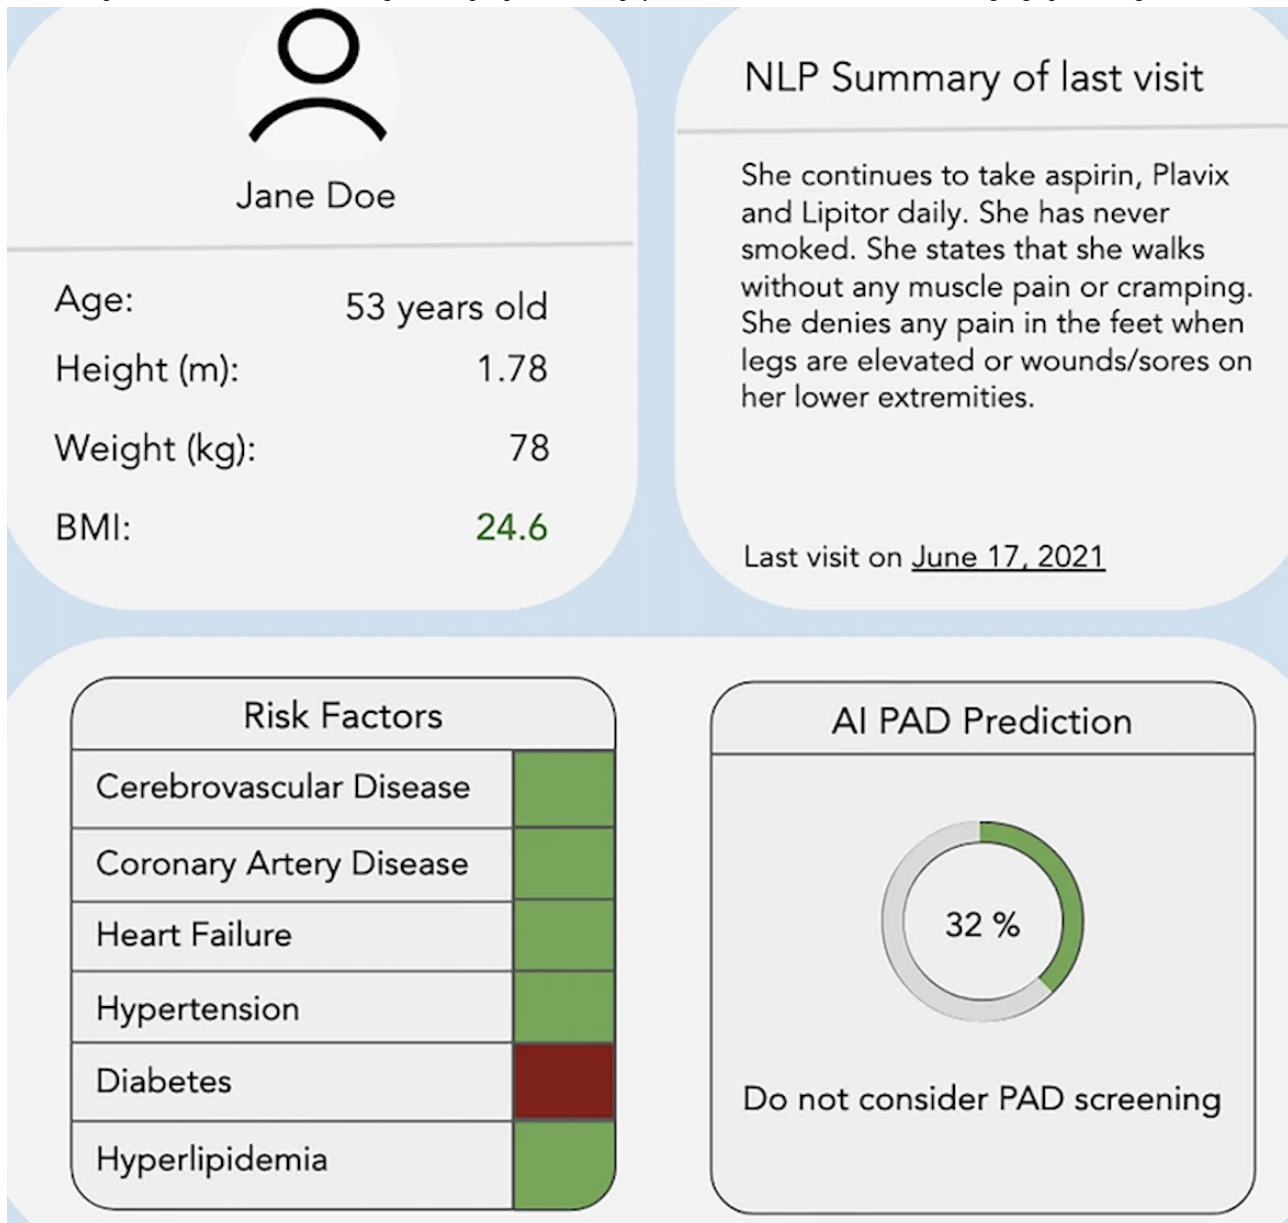 Jane Doe
Age: 53 years old
Height (m): 1.78
Weight (kg): 78
BMI: 24.6
NLP Summary of last visit
She continues to take aspirin, Plavix
and Lipitor daily. She has never
smoked. She states that she walks
without any muscle pain or cramping.
She denies any pain in the feet when
legs are elevated or wounds/sores on
her lower extremities.
Last visit on June 17, 2021
Risk Factors
Cerebrovascular Disease
Coronary Artery Disease
Heart Failure
Hypertension
Diabetes
Hyperlipidemia
AI PAD Prediction
32 %
Do not consider PAD screening